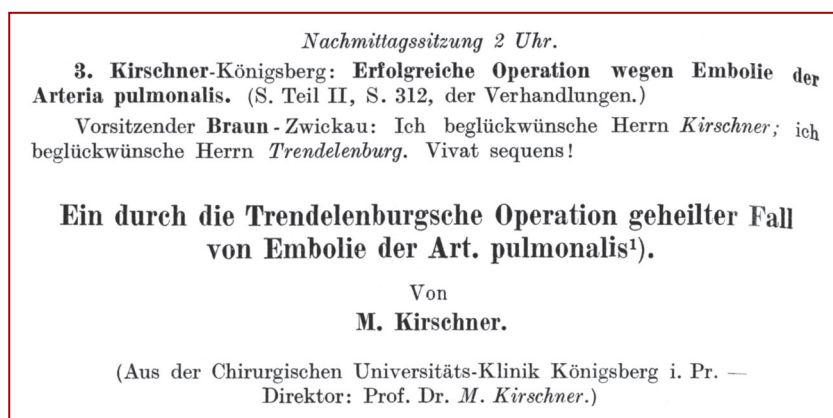 Nachmittagssitzung 2 Uhr.
3. Kirschner-Königsberg: Erfolgreiche Operation wegen Embolie der
Arteria pulmonalis. (S. Teil II, S. 312, der Verhandlungen.)
Vorsitzender Braun-Zwickau: Ich beglückwünsche Herrn Kirschner; ich
beglückwünsche Herrn Trendelenburg. Vivat sequens!
Ein durch die Trendelenburgsche Operation geheilter Fall
von Embolie der Art. pulmonalis¹).
Von
M. Kirschner.
(Aus der Chirurgischen Universitäts-Klinik Königsberg i. Pr. —
Direktor: Prof. Dr. M. Kirschner.)